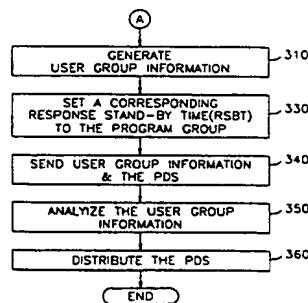 A
GENERATE
USER GROUP INFORMATION
310
SET A CORRESPONDING
RESPONSE STAND-BY TIME(RSBT)
TO THE PROGRAM GROUP
330
SEND USER GROUP INFORMATION
& THE PDS
340
ANALYIZE THE USER GROUP
INFORMATION
350
DISTRIBUTE THE PDS
360
END